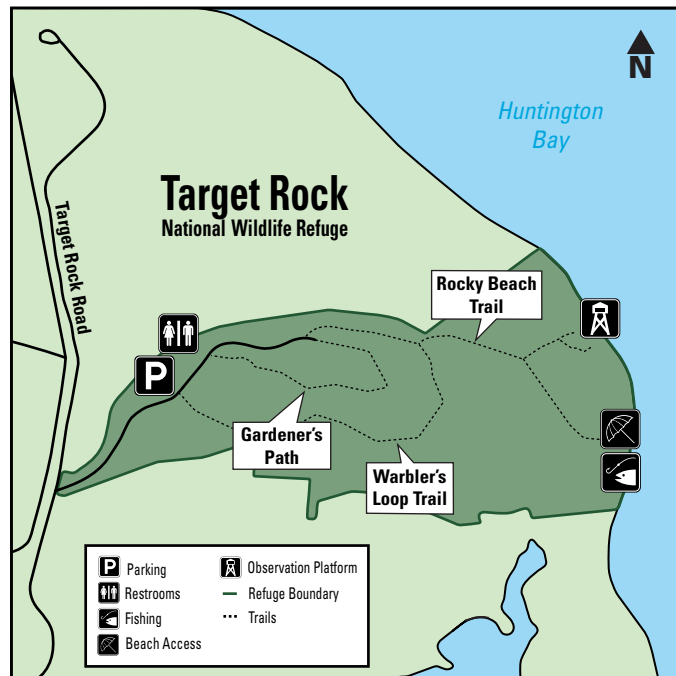 N
Huntington
Bay
Target Rock
National Wildlife Refuge
Target Rock Road
Rocky Beach
Trail
P
Gardener's
Path
Warbler's
Loop Trail
P Parking
Restrooms
Fishing
Beach Access
Observation Platform
Refuge Boundary
Trails